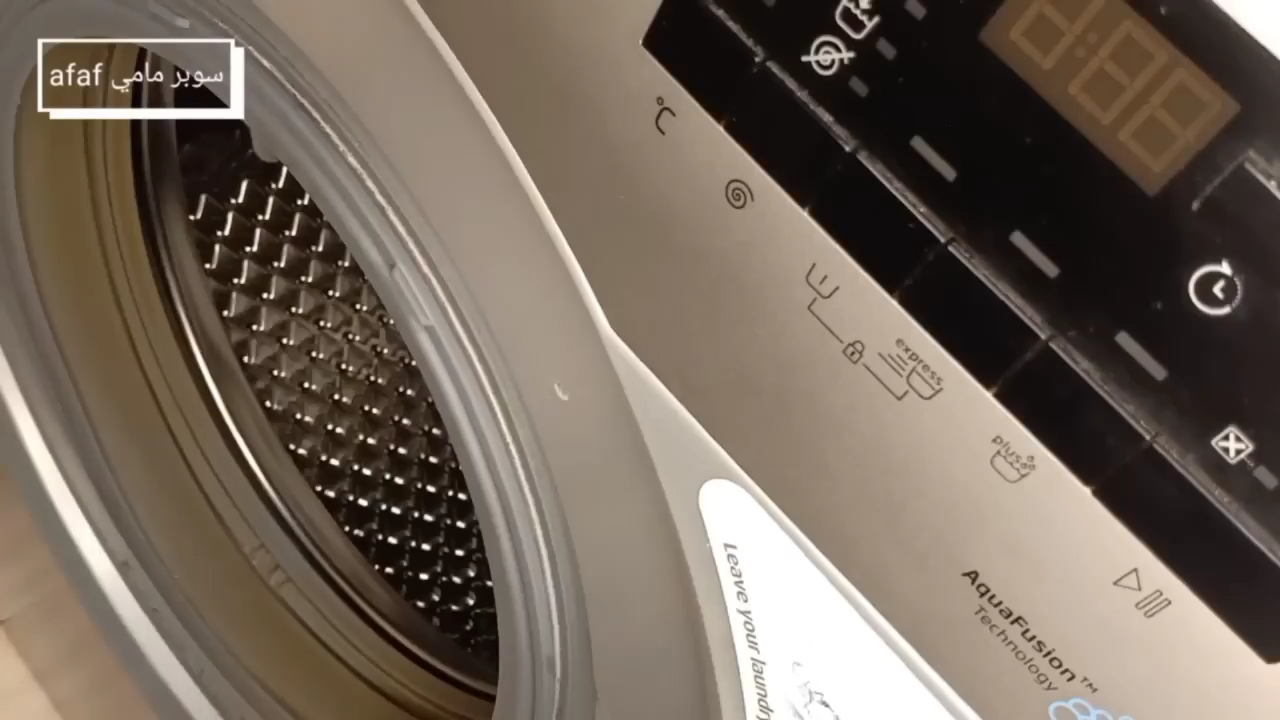 سوبر مامي afaf
°C
express
plus
AquaFusion™
Technology
Leave your laundry